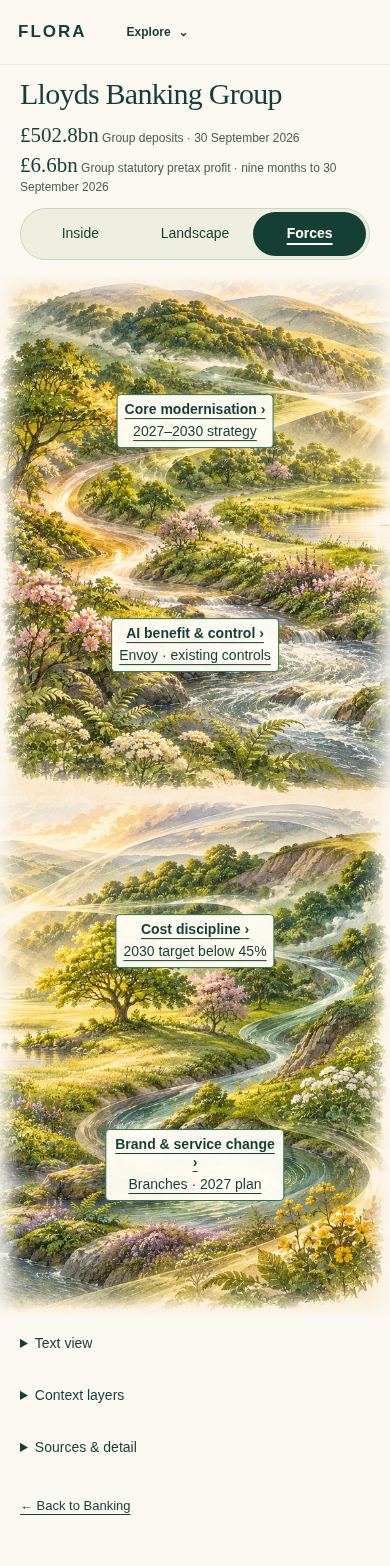 FLORA
Explore ⌄
Lloyds Banking Group
£502.8bn Group deposits · 30 September 2026
£6.6bn Group statutory pretax profit · nine months to 30
September 2026
Inside
Landscape
Forces
Core modernisation ›
2027–2030 strategy
AI benefit & control ›
Envoy · existing controls
Cost discipline ›
2030 target below 45%
Brand & service change
›
Branches · 2027 plan
▶ Text view
▶ Context layers
▶ Sources & detail
← Back to Banking